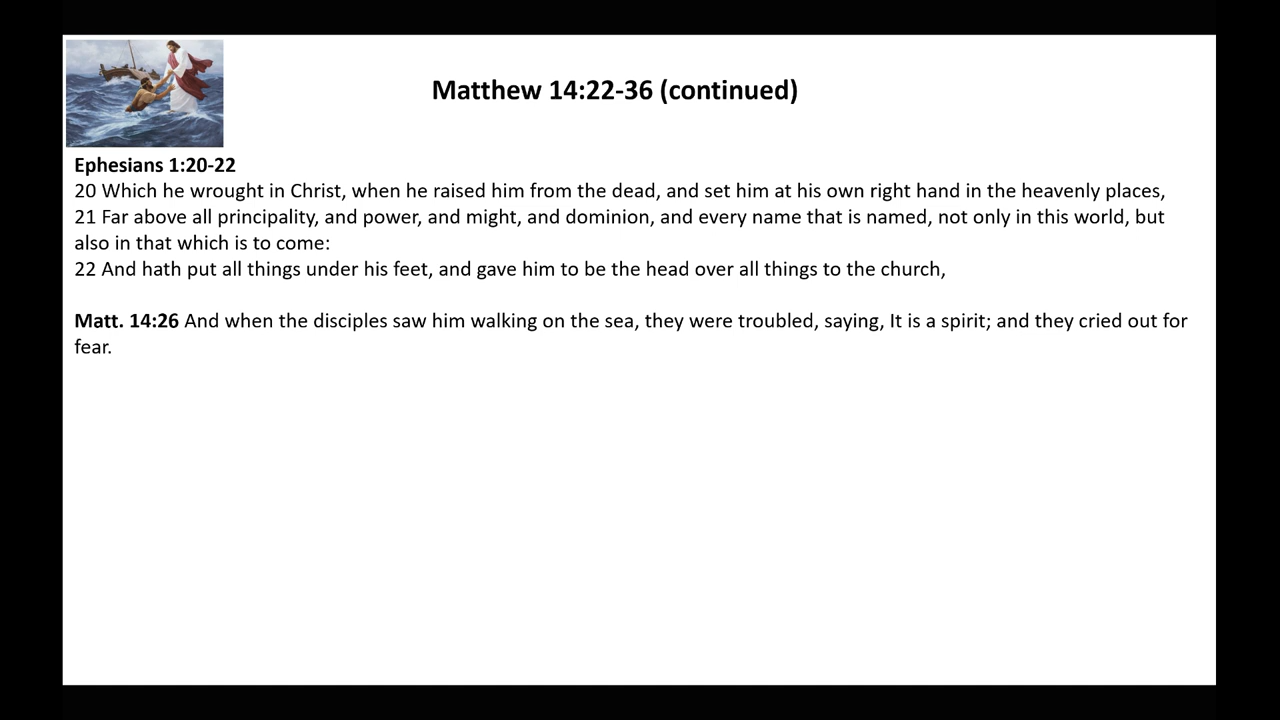 Matthew 14:22-36 (continued)
Ephesians 1:20-22
20 Which he wrought in Christ, when he raised him from the dead, and set him at his own right hand in the heavenly places,
21 Far above all principality, and power, and might, and dominion, and every name that is named, not only in this world, but
also in that which is to come:
22 And hath put all things under his feet, and gave him to be the head over all things to the church,
Matt. 14:26 And when the disciples saw him walking on the sea, they were troubled, saying, It is a spirit; and they cried out for
fear.